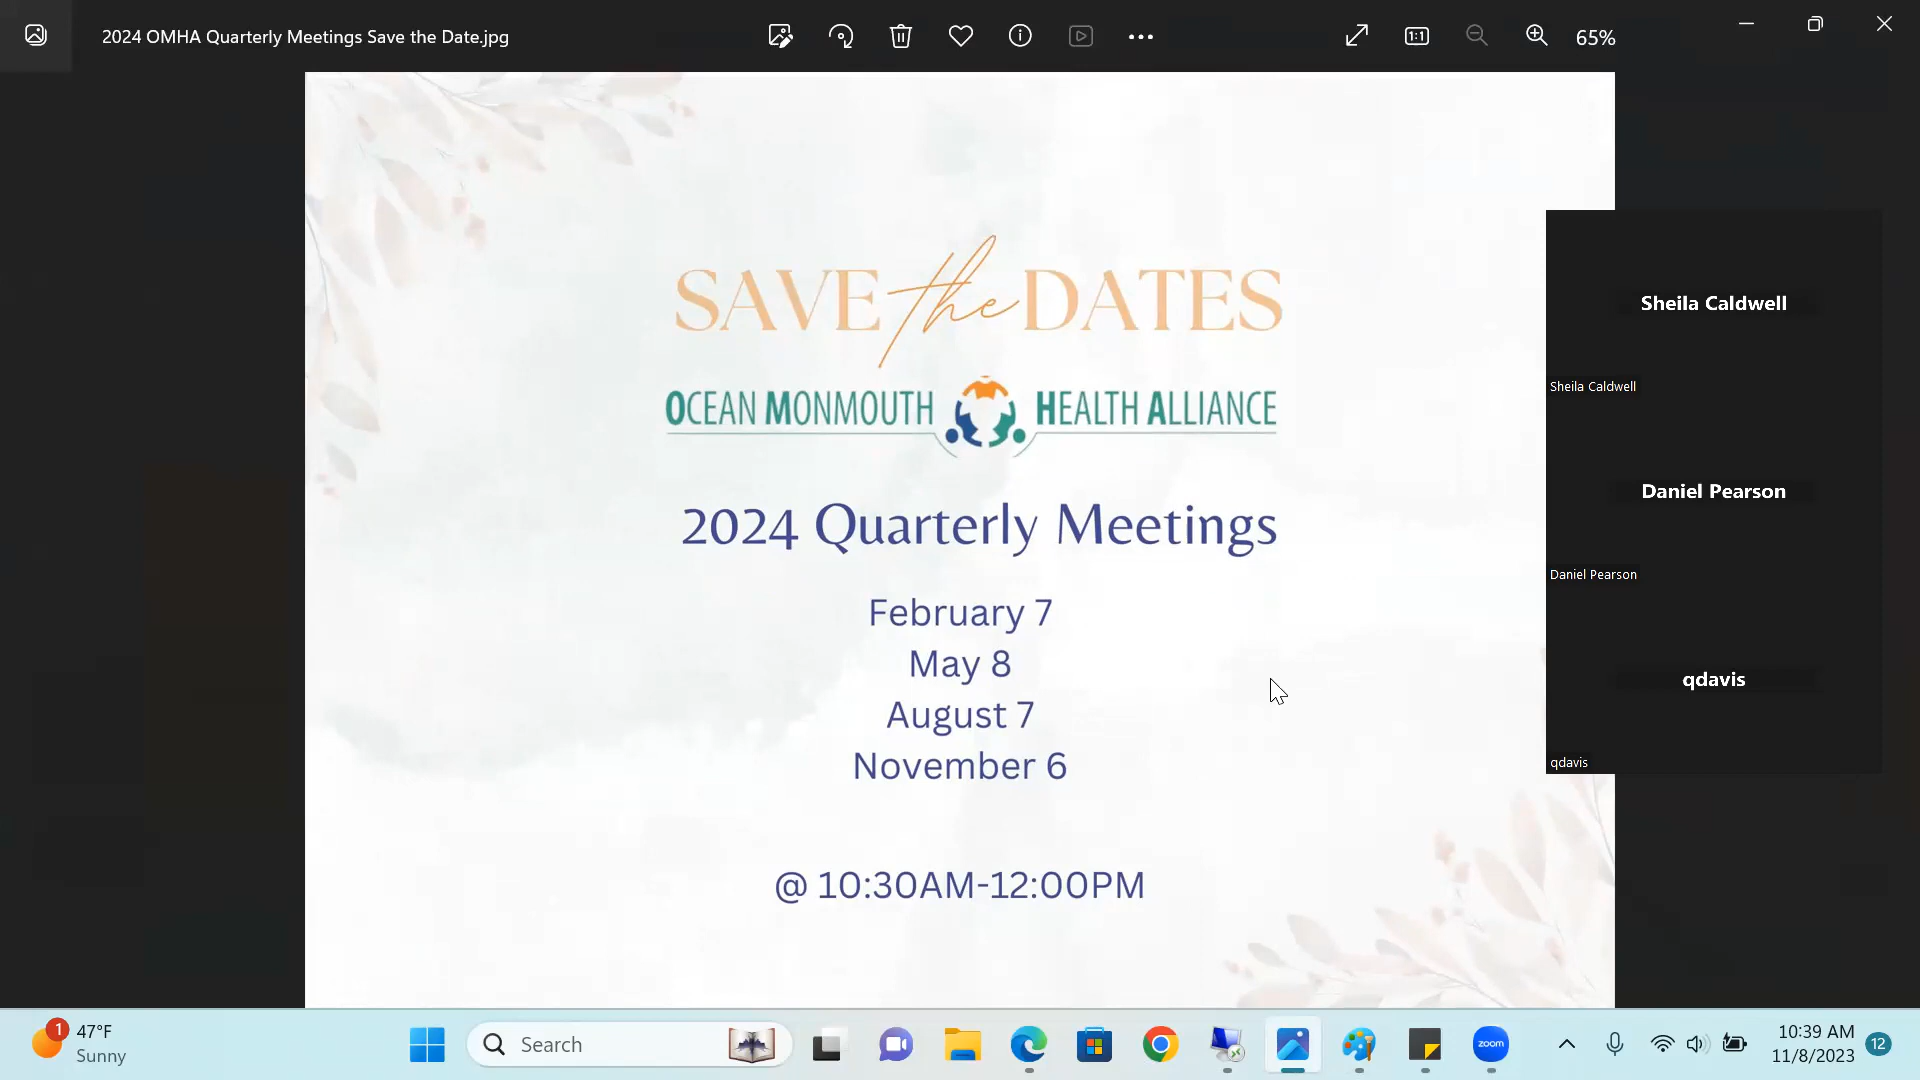 2024 OMHA Quarterly Meetings Save the Date.jpg
65%
SAVE the DATES
OCEAN MONMOUTH HEALTH ALLIANCE
2024 Quarterly Meetings
February 7
May 8
August 7
November 6
@ 10:30AM-12:00PM
Sheila Caldwell
Sheila Caldwell
Daniel Pearson
Daniel Pearson
qdavis
qdavis
1
47°F
Sunny
Search
zoom
10:39 AM
11/8/2023
12
1:1